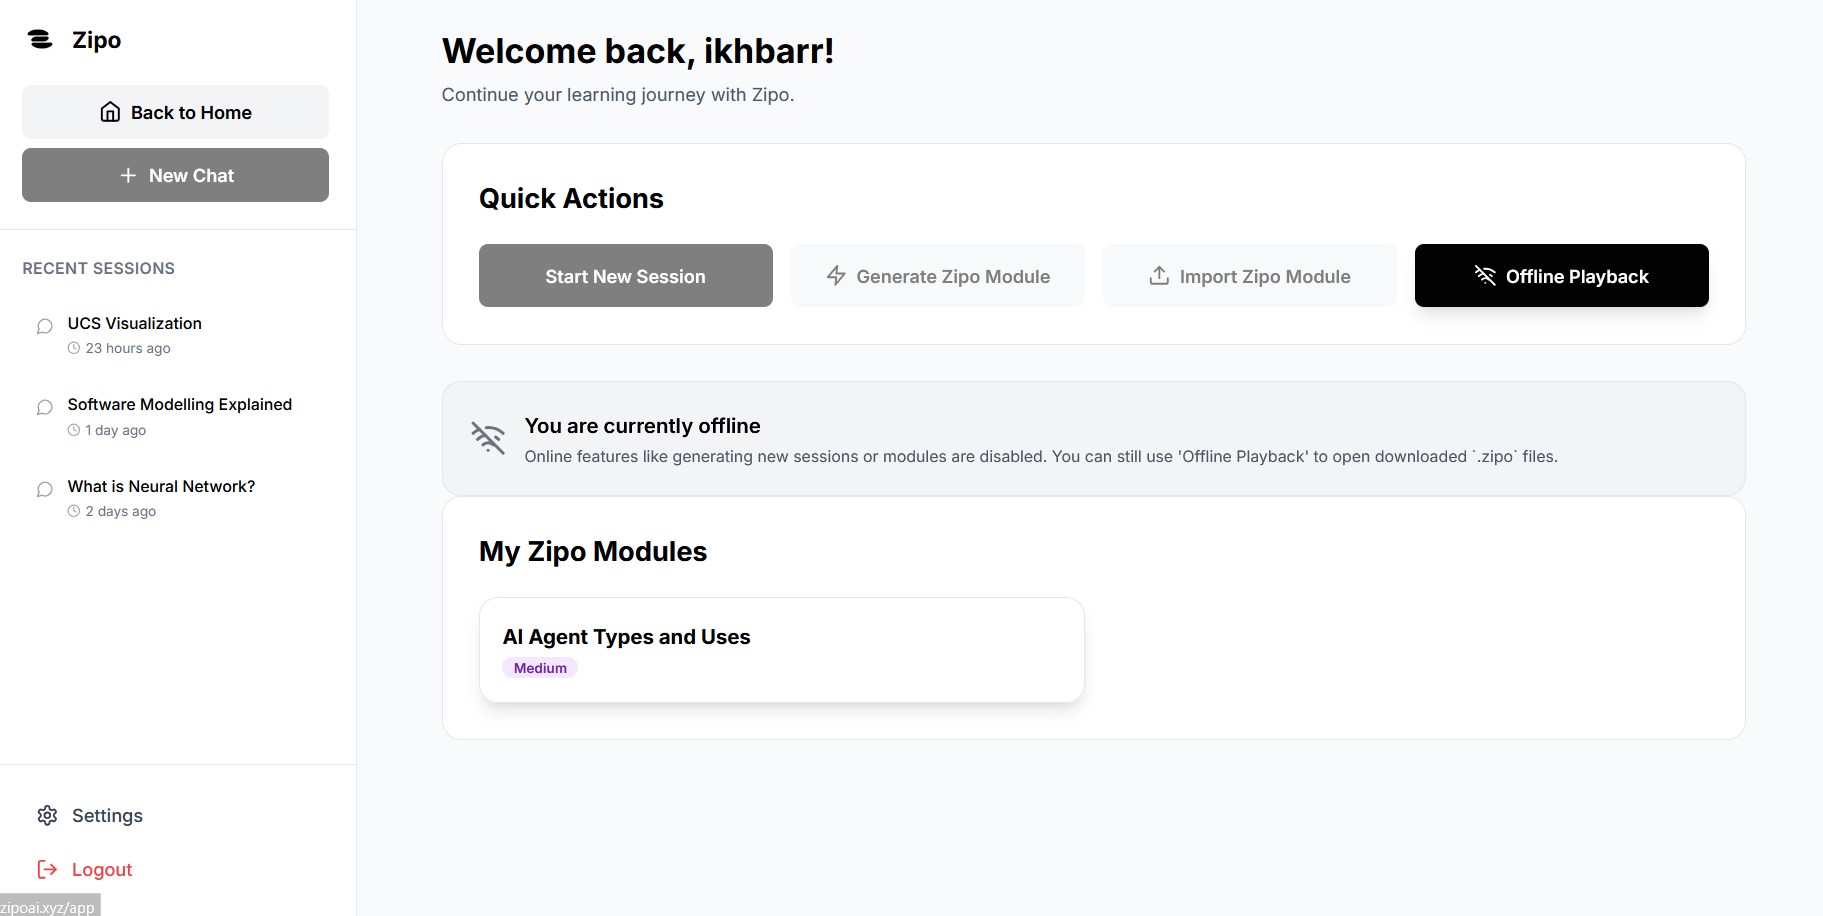 Zipo
Back to Home
New Chat
RECENT SESSIONS
UCS Visualization
23 hours ago
Software Modelling Explained
1 day ago
What is Neural Network?
2 days ago
Settings
Logout
zipoai.xyz/app
Welcome back, ikhbarr!
Continue your learning journey with Zipo.
Quick Actions
Start New Session
Generate Zipo Module
Import Zipo Module
Offline Playback
You are currently offline
Online features like generating new sessions or modules are disabled. You can still use 'Offline Playback' to open downloaded `.zipo` files.
My Zipo Modules
AI Agent Types and Uses
Medium